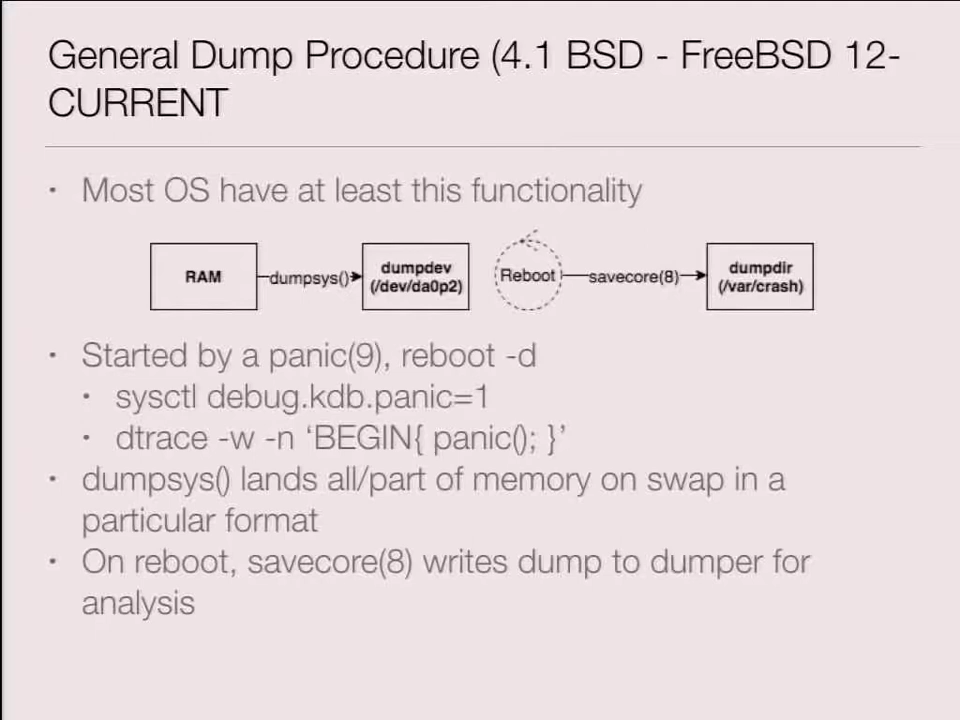 General Dump Procedure (4.1 BSD - FreeBSD 12-
CURRENT
• Most OS have at least this functionality
RAM
dumpsys()
dumpdev
(/dev/da0p2)
Reboot
savecore(8)
dumpdir
(/var/crash)
• Started by a panic(9), reboot -d
• sysctl debug.kdb.panic=1
• dtrace -w -n ‘BEGIN{ panic(); }’
• dumpsys() lands all/part of memory on swap in a
particular format
• On reboot, savecore(8) writes dump to dumper for
analysis